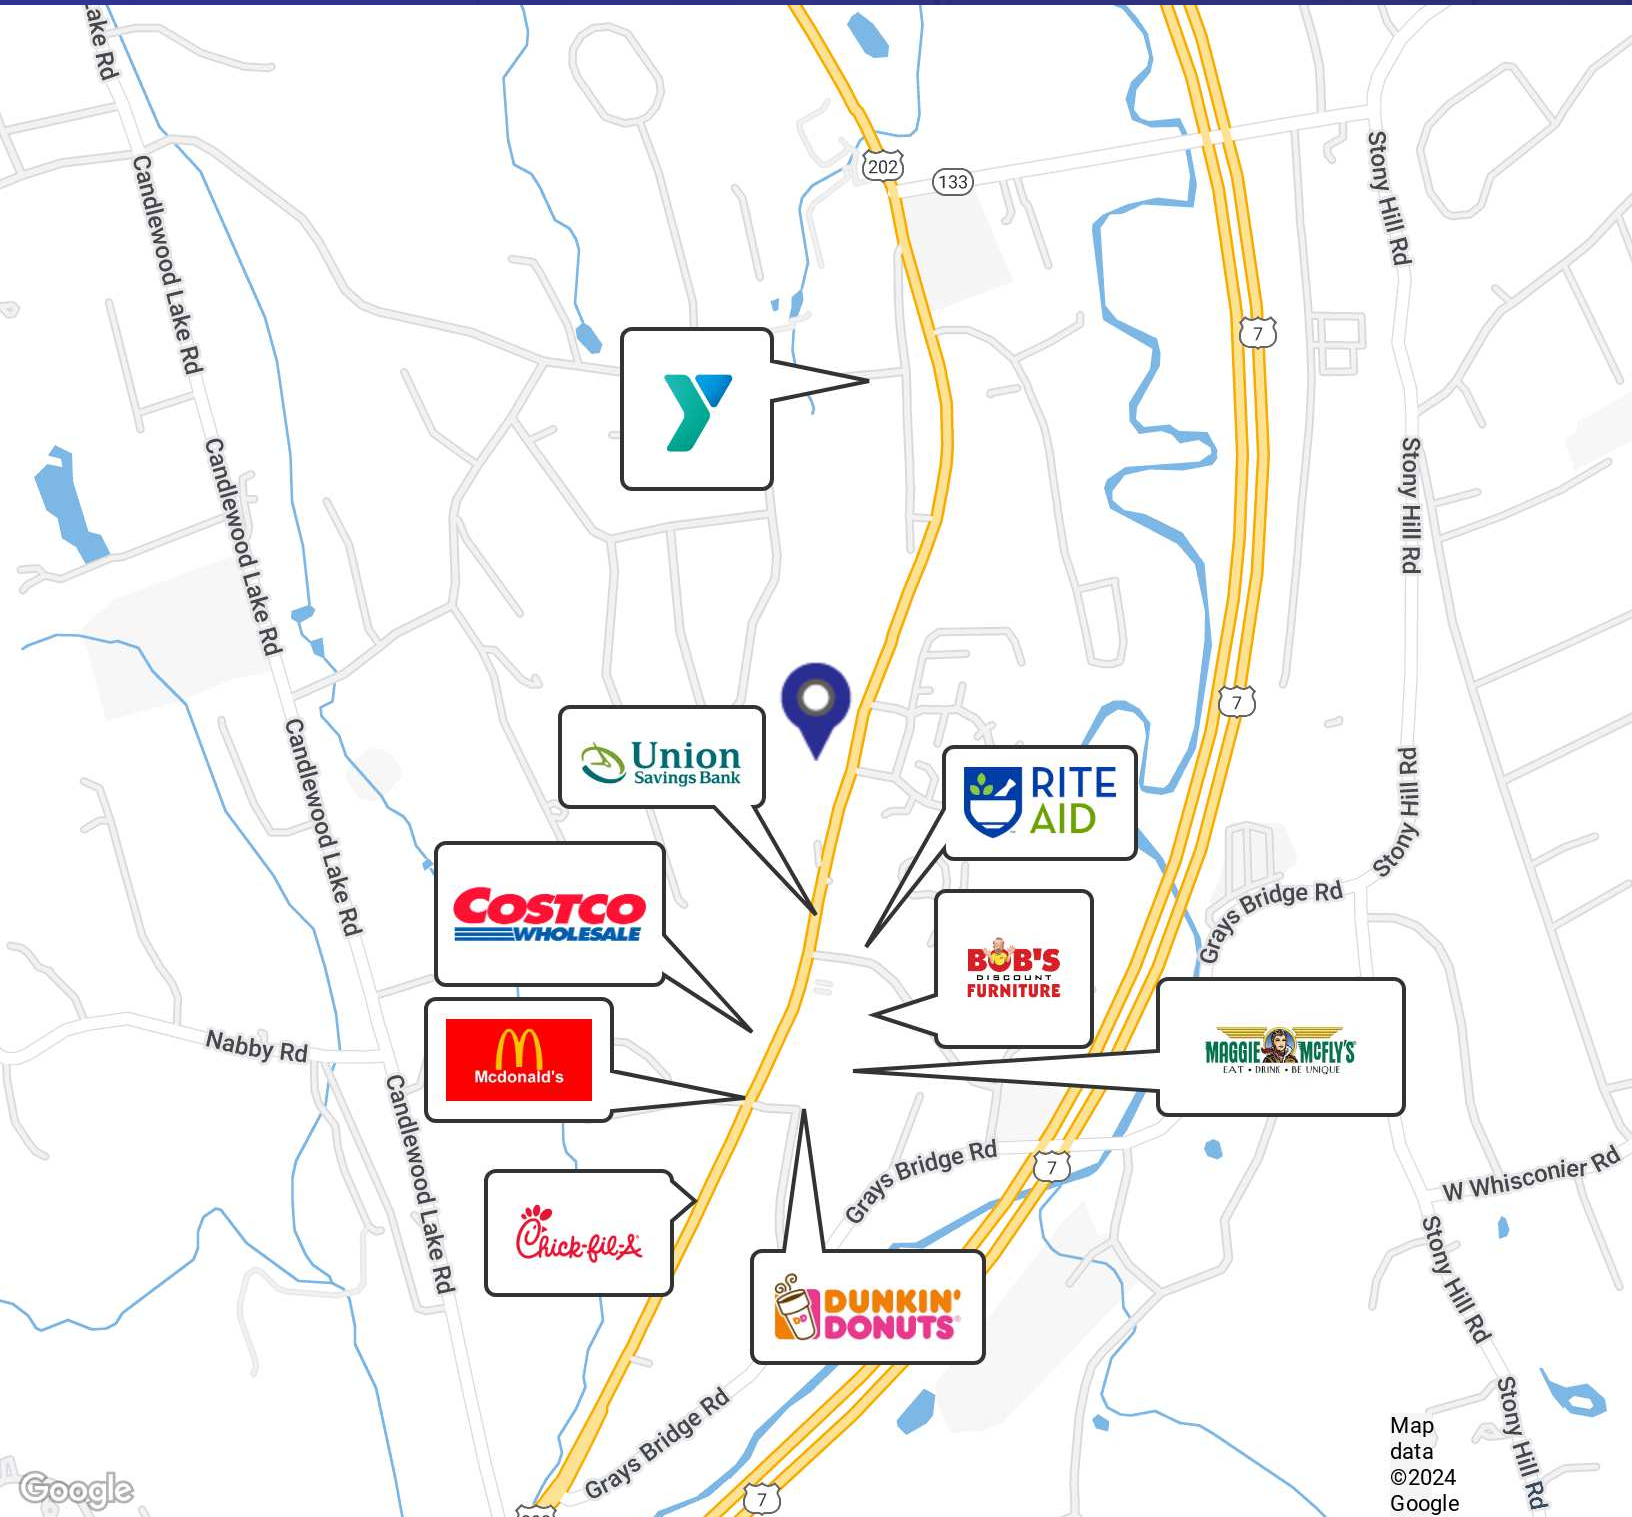 Lake Rd
202
133
Stony Hill Rd
Candlewood Lake Rd
7
Candlewood Lake Rd
Stony Hill Rd
7
Union
Savings Bank
RITE
AID
Candlewood Lake Rd
Stony Hill Rd
COSTCO
WHOLESALE
Grays Bridge Rd
BOB'S
DISCOUNT
FURNITURE
Nabby Rd
Mcdonald's
MAGGIE MCFLY'S
EAT • DRINK • BE UNIQUE
Candlewood Lake Rd
Grays Bridge Rd
7
W Whisconier Rd
Chick-fil-A
Stony Hill Rd
DUNKIN'
DONUTS
DD
Grays Bridge Rd
Stony Hill Rd
Map
data
©2024
Google
Google
7